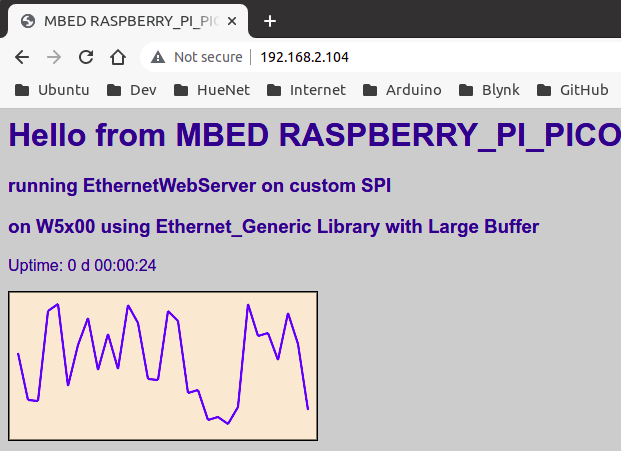 MBED RASPBERRY_PI_PIC
Not secure 192.168.2.104
Ubuntu Dev HueNet Internet Arduino Blynk GitHub
Hello from MBED RASPBERRY_PI_PICO
running EthernetWebServer on custom SPI
on W5x00 using Ethernet_Generic Library with Large Buffer
Uptime: 0 d 00:00:24